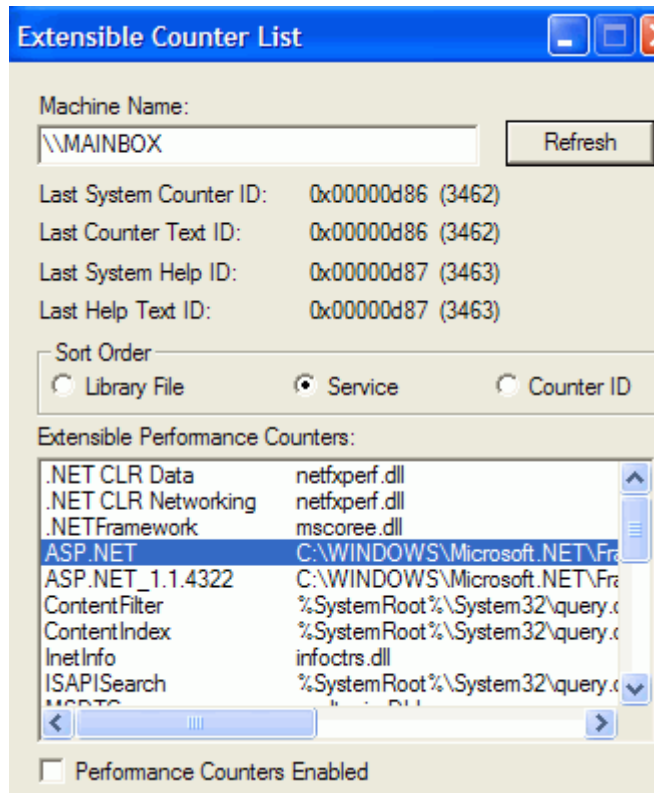 Extensible Counter List
Machine Name:
\\MAINBOX
Refresh
Last System Counter ID: 0x00000d86 (3462)
Last Counter Text ID: 0x00000d86 (3462)
Last System Help ID: 0x00000d87 (3463)
Last Help Text ID: 0x00000d87 (3463)
Sort Order
Library File Service Counter ID
Extensible Performance Counters:
.NET CLR Data netfxperf.dll
.NET CLR Networking netfxperf.dll
.NETFramework mscoree.dll
ASP.NET C:\WINDOWS\Microsoft.NET\Fra
ASP.NET_1.1.4322 C:\WINDOWS\Microsoft.NET\Fra
ContentFilter %SystemRoot%\System32\query.d
ContentIndex %SystemRoot%\System32\query.d
InetInfo infoctrs.dll
ISAPISearch %SystemRoot%\System32\query.d
Performance Counters Enabled